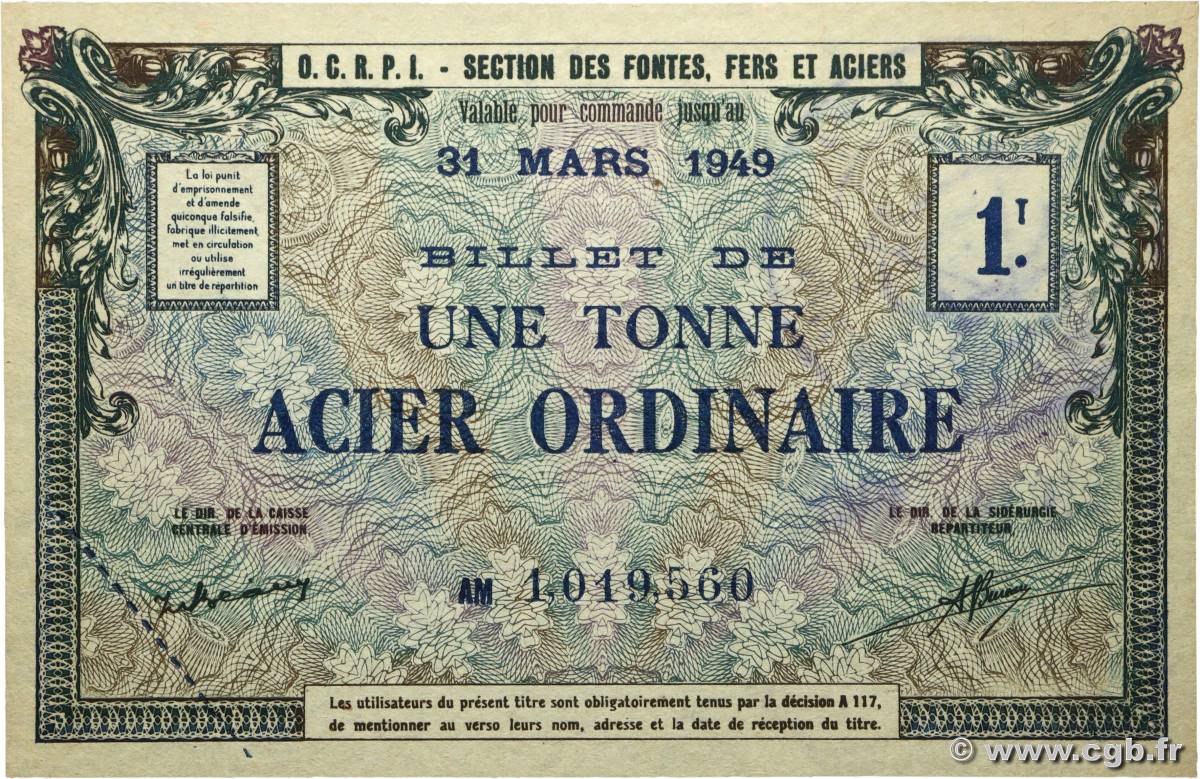 O. C. R. P. I. - SECTION DES FONTES, FERS ET ACIERS
Valable pour commande jusqu'au
31 MARS 1949
La loi punit
d'emprisonnement
et d'amende
quiconque falsifie,
fabrique illicitement,
met en circulation
ou utilise
irrégulièrement
un titre de répartition
1.T
BILLET DE
UNE TONNE
ACIER ORDINAIRE
LE DIR. DE LA CAISSE
CENTRALE D'ÉMISSION,
LE DIR. DE LA SIDÉRURGIE
RÉPARTITEUR,
AM 1,019,560
Les utilisateurs du présent titre sont obligatoirement tenus par la décision A 117,
de mentionner au verso leurs nom, adresse et la date de réception du titre.
© www.cgb.fr